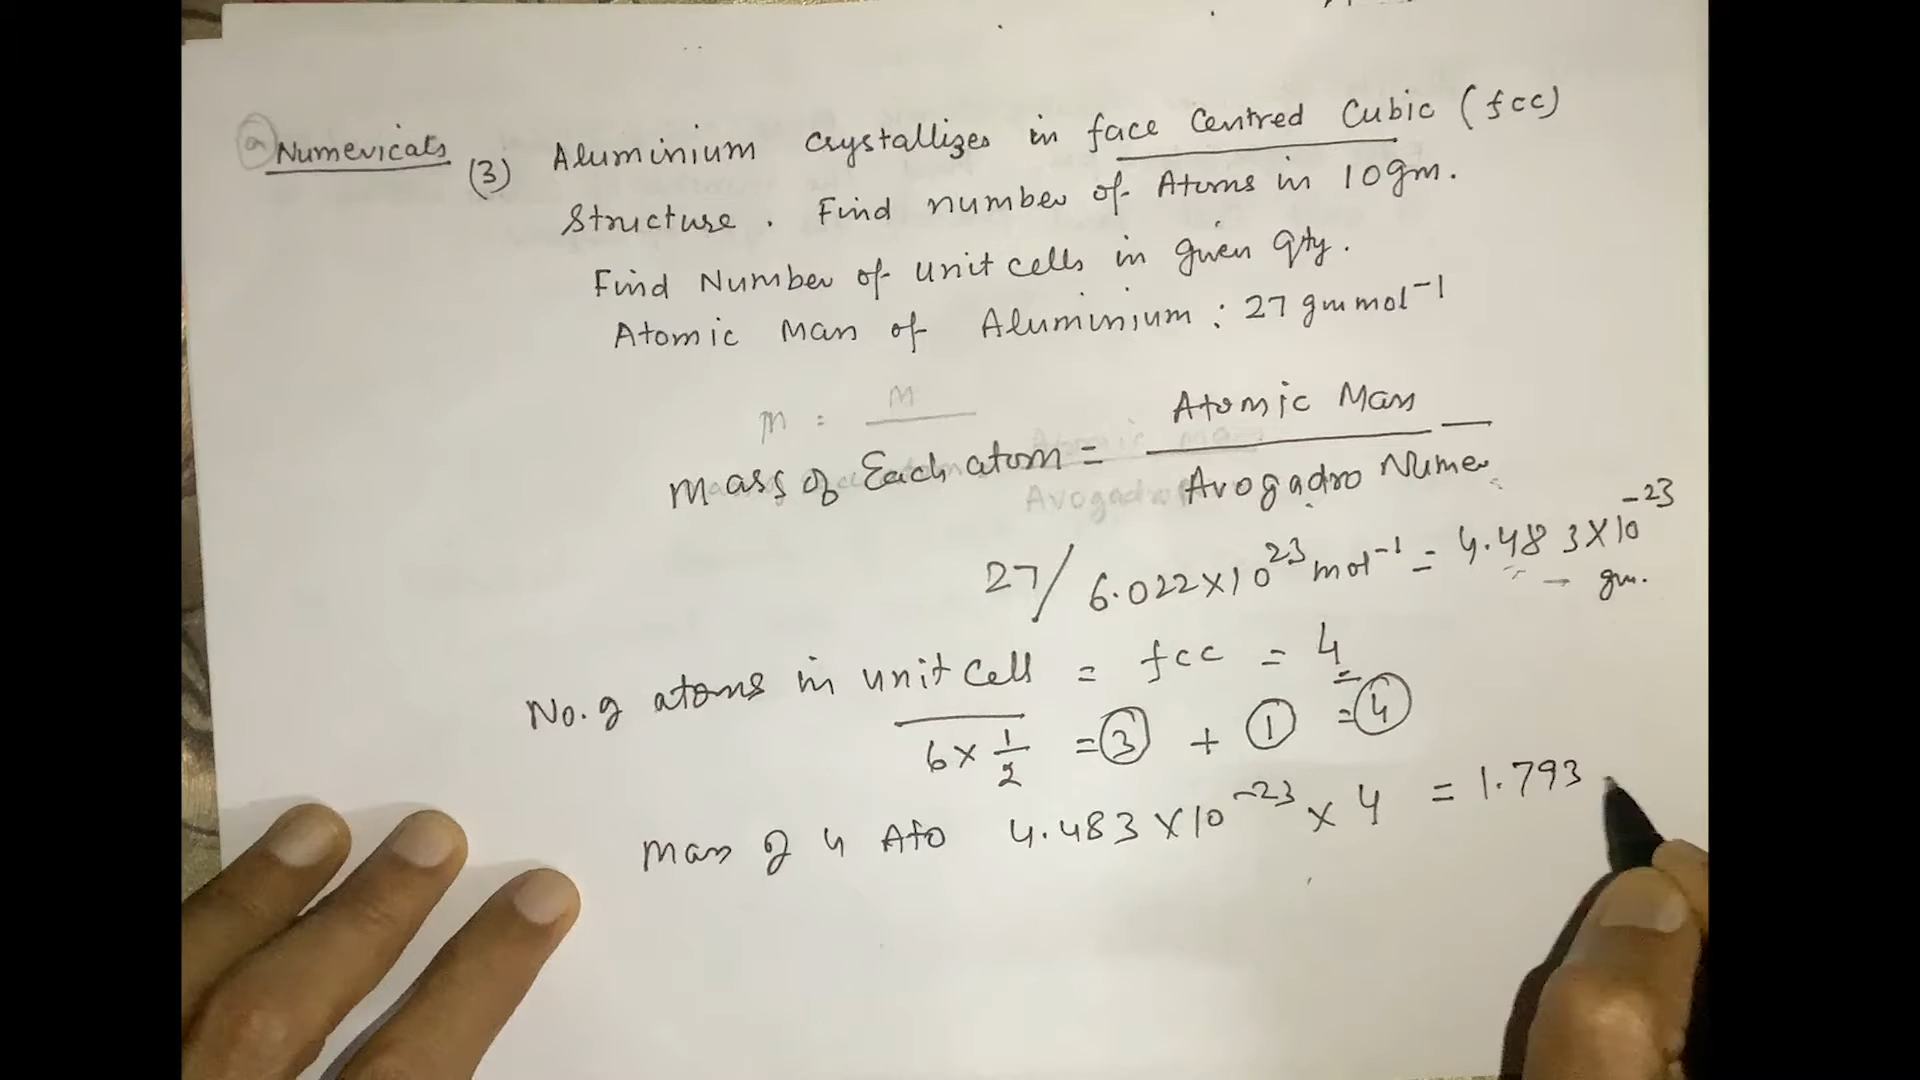 Numericals (3) Aluminium Crystallizes in face Centred Cubic (fcc)
Structure. Find number of Atoms in 10gm.
Find Number of unit cells in given qty.
Atomic Mass of Aluminium: 27 gm mol⁻¹
m = M
Mass of Each atom = Atomic Mass / Avogadro Numer
27/6.022×10²³ mol⁻¹ = 4.483×10⁻²³
gm.
No. of atoms in unit Cell = fcc = 4
6×1/2 = 3 + 1 = 4
Mass of 4 Ato 4.483×10⁻²³ × 4 = 1.793